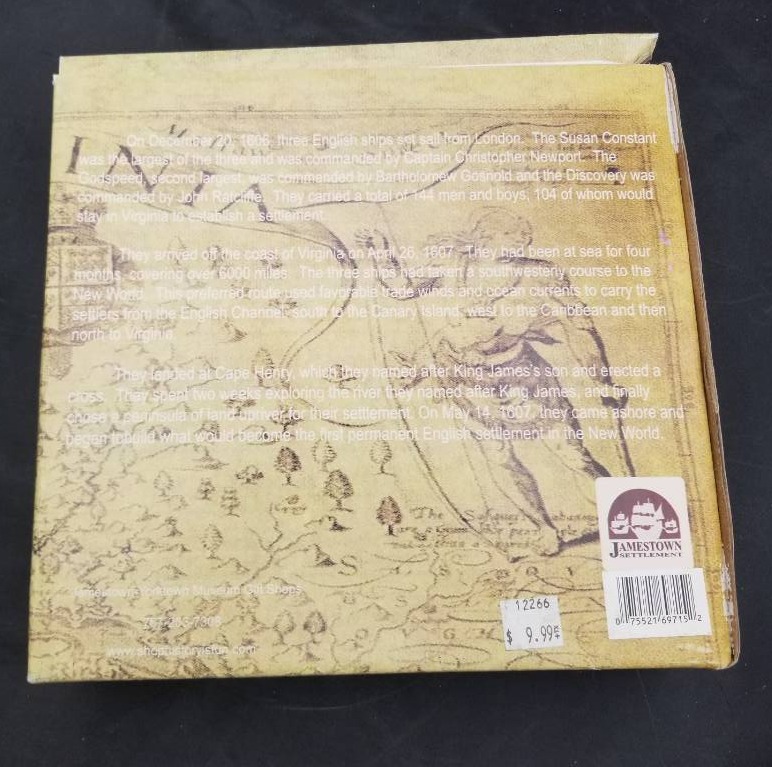 On December 20, 1606, three English ships set sail from London. The Susan Constant
was the largest of the three and was commanded by Captain Christopher Newport. The
Godspeed, second largest, was commanded by Bartholomew Gosnold and the Discovery was
commanded by John Ratcliffe. They carried a total of 144 men and boys, 104 of whom would
stay in Virginia to establish a settlement.
They arrived off the coast of Virginia on April 26, 1607. They had been at sea for four
months, covering over 6000 miles. The three ships had taken a southwesterly course to the
New World. The preferred route used favorable trade winds and ocean currents to carry the
settlers from the English Channel, south to the Canary Island, west to the Caribbean and then
north to Virginia.
They landed at Cape Henry, which they named after King James's son and erected a
cross. They spent two weeks exploring the river they named after King James, and finally
chose a peninsula of land upriver for their settlement. On May 14, 1607, they came ashore and
began to build what would become the first permanent English settlement in the New World.
The
are a
JAMESTOWN
SETTLEMENT
Jamestown-Yorktown Museum Gift Shops
757-253-7308
www.shophistoryisfun.com
12266
$ 9.99
0 75521 69715 2